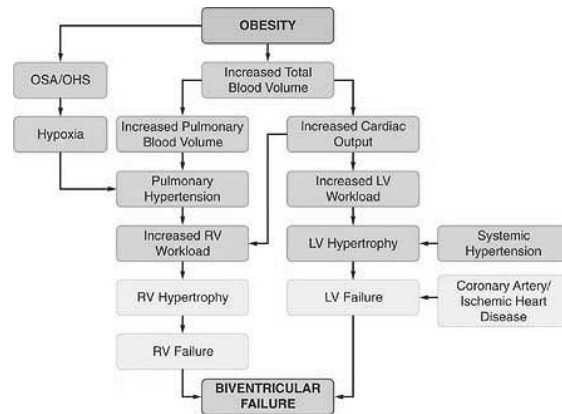 OBESITY
OSA/OHS
Increased Total
Blood Volume
Hypoxia
Increased Pulmonary
Blood Volume
Increased Cardiac
Output
Pulmonary
Hypertension
Increased LV
Workload
Increased RV
Workload
LV Hypertrophy
Systemic
Hypertension
RV Hypertrophy
LV Failure
Coronary Artery/
Ischemic Heart
Disease
RV Failure
BIVENTRICULAR
FAILURE